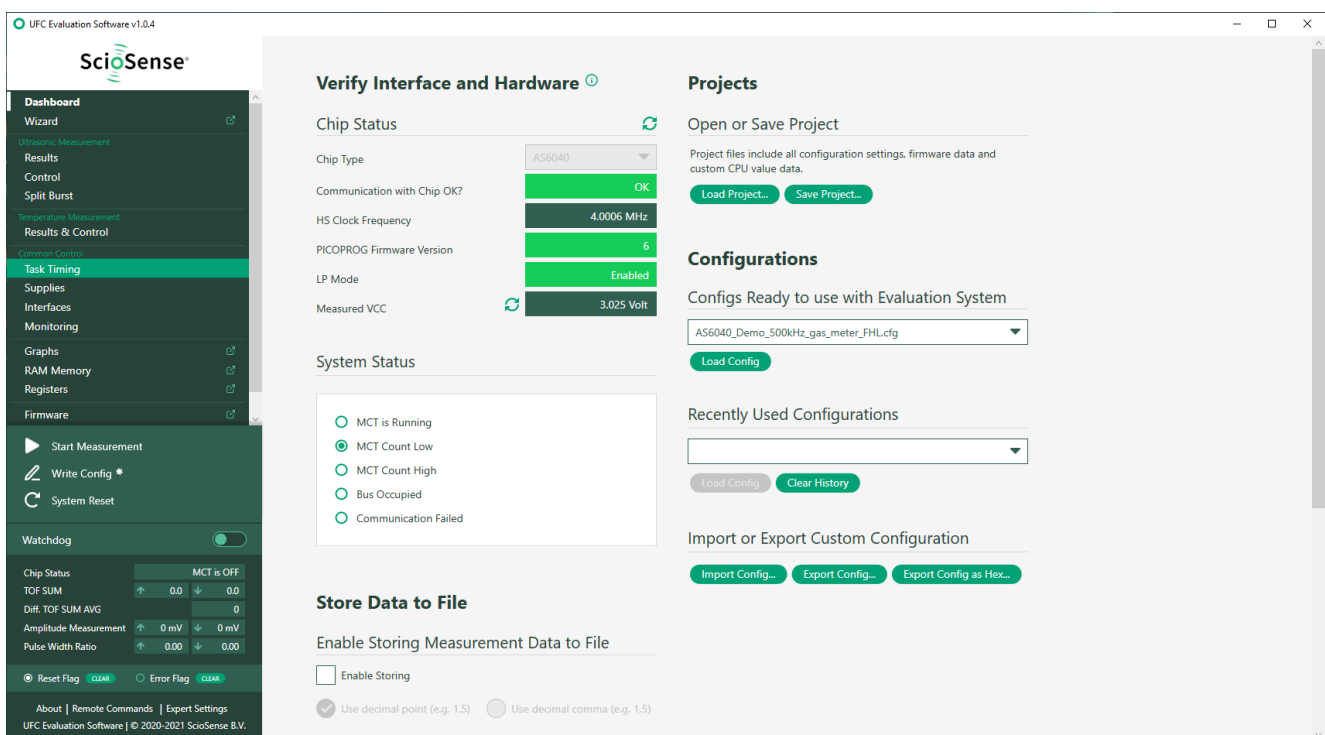 UFC Evaluation Software v1.0.4
ScioSense
Dashboard
Wizard
Ultrasonic Measurement
Results
Control
Split Burst
Temperature Measurement
Results & Control
Common Control
Task Timing
Supplies
Interfaces
Monitoring
Graphs
RAM Memory
Registers
Firmware
Start Measurement
Write Config *
System Reset
Watchdog
Chip Status MCT is OFF
TOF SUM ↑ 0.0 ↓ 0.0
Diff. TOF SUM AVG 0
Amplitude Measurement ↑ 0 mV ↓ 0 mV
Pulse Width Ratio ↑ 0.00 ↓ 0.00
Reset Flag CLEAR Error Flag CLEAR
About | Remote Commands | Expert Settings
UFC Evaluation Software | © 2020-2021 ScioSense B.V.
Verify Interface and Hardware
Chip Status
Chip Type AS6040
Communication with Chip OK? OK
HS Clock Frequency 4.0006 MHz
PICOPROG Firmware Version 6
LP Mode Enabled
Measured VCC 3.025 Volt
System Status
MCT is Running
MCT Count Low
MCT Count High
Bus Occupied
Communication Failed
Store Data to File
Enable Storing Measurement Data to File
Enable Storing
Use decimal point (e.g. 1.5) Use decimal comma (e.g. 1.5)
Projects
Open or Save Project
Project files include all configuration settings, firmware data and
custom CPU value data.
Load Project... Save Project...
Configurations
Configs Ready to use with Evaluation System
AS6040_Demo_500kHz_gas_meter_FHL.cfg
Load Config
Recently Used Configurations
Load Config Clear History
Import or Export Custom Configuration
Import Config... Export Config... Export Config as Hex...